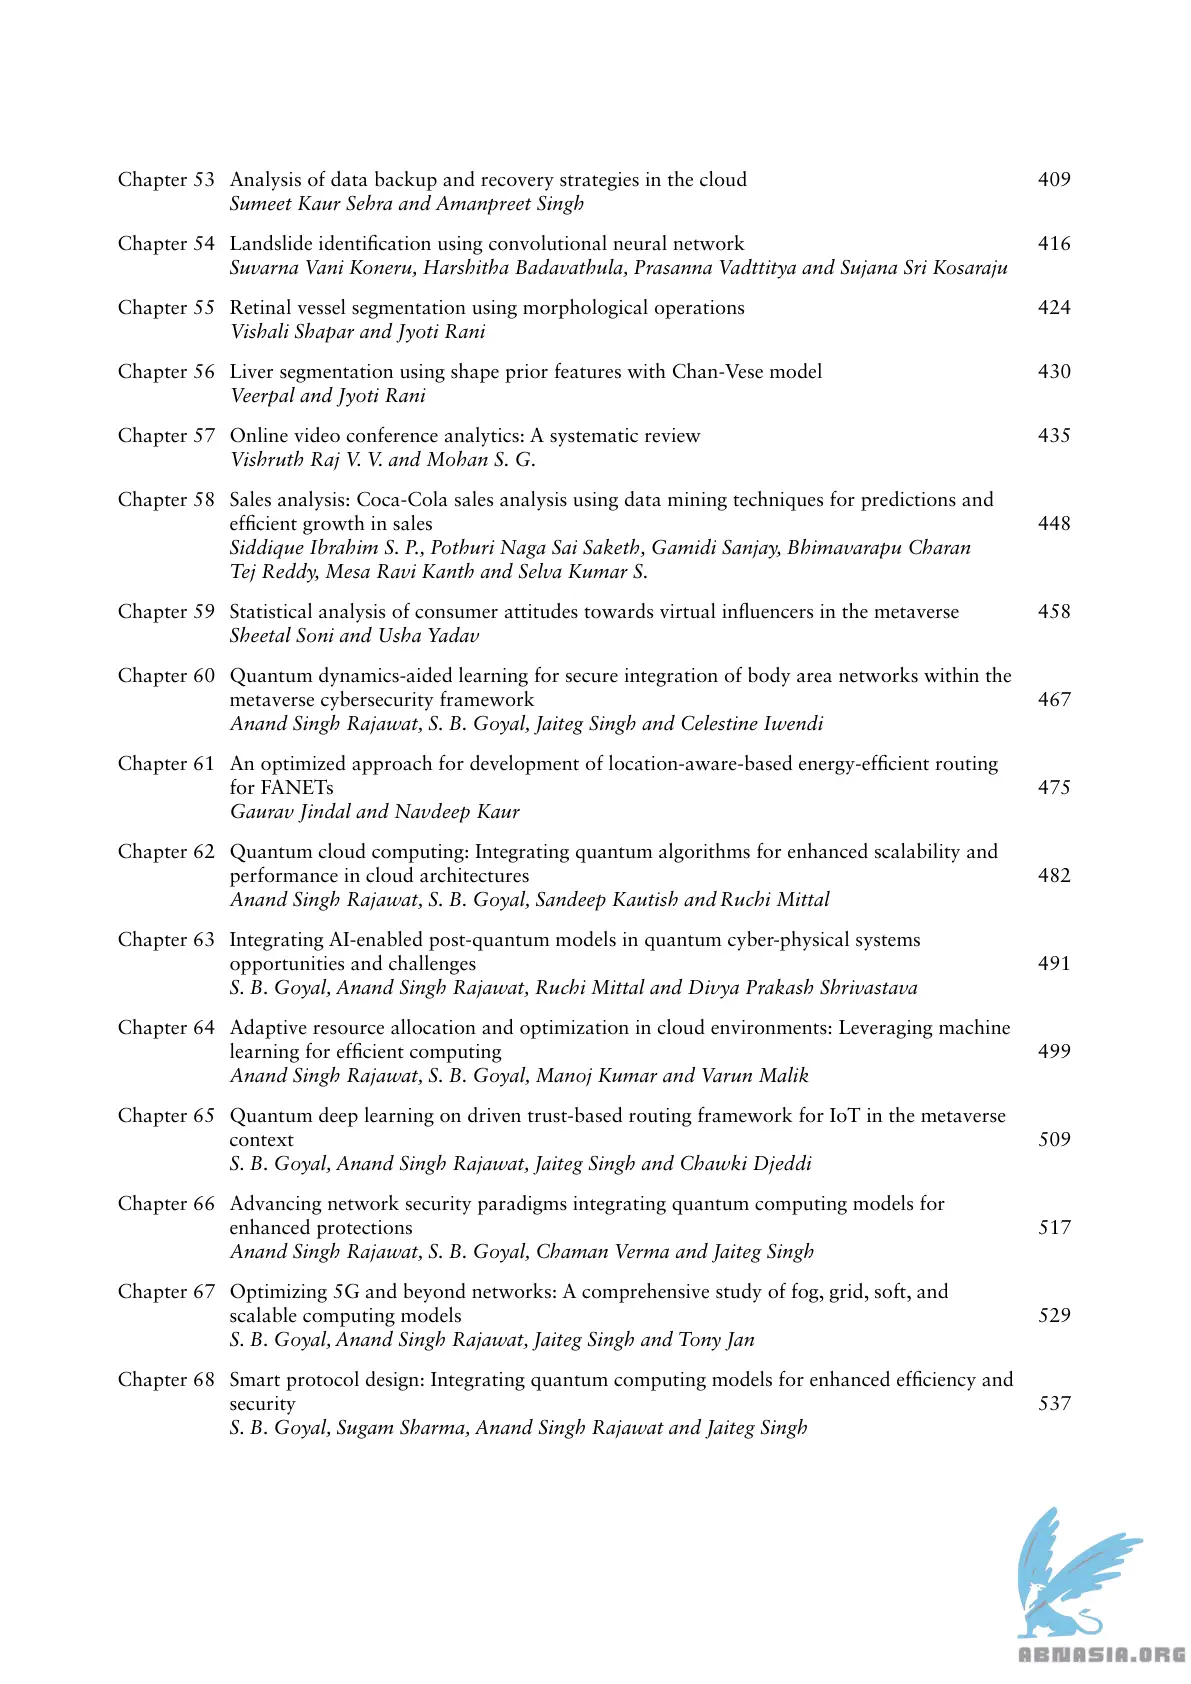 Chapter 53 Analysis of data backup and recovery strategies in the cloud 409
Sumeet Kaur Sehra and Amanpreet Singh
Chapter 54 Landslide identification using convolutional neural network 416
Suvarna Vani Koneru, Harshitha Badavathula, Prasanna Vadttitya and Sujana Sri Kosaraju
Chapter 55 Retinal vessel segmentation using morphological operations 424
Vishali Shapar and Jyoti Rani
Chapter 56 Liver segmentation using shape prior features with Chan-Vese model 430
Veerpal and Jyoti Rani
Chapter 57 Online video conference analytics: A systematic review 435
Vishruth Raj V. V. and Mohan S. G.
Chapter 58 Sales analysis: Coca-Cola sales analysis using data mining techniques for predictions and
efficient growth in sales 448
Siddique Ibrahim S. P., Pothuri Naga Sai Saketh, Gamidi Sanjay, Bhimavarapu Charan
Tej Reddy, Mesa Ravi Kanth and Selva Kumar S.
Chapter 59 Statistical analysis of consumer attitudes towards virtual influencers in the metaverse 458
Sheetal Soni and Usha Yadav
Chapter 60 Quantum dynamics-aided learning for secure integration of body area networks within the
metaverse cybersecurity framework 467
Anand Singh Rajawat, S. B. Goyal, Jaiteg Singh and Celestine Iwendi
Chapter 61 An optimized approach for development of location-aware-based energy-efficient routing
for FANETs 475
Gaurav Jindal and Navdeep Kaur
Chapter 62 Quantum cloud computing: Integrating quantum algorithms for enhanced scalability and
performance in cloud architectures 482
Anand Singh Rajawat, S. B. Goyal, Sandeep Kautish and Ruchi Mittal
Chapter 63 Integrating AI-enabled post-quantum models in quantum cyber-physical systems
opportunities and challenges 491
S. B. Goyal, Anand Singh Rajawat, Ruchi Mittal and Divya Prakash Shrivastava
Chapter 64 Adaptive resource allocation and optimization in cloud environments: Leveraging machine
learning for efficient computing 499
Anand Singh Rajawat, S. B. Goyal, Manoj Kumar and Varun Malik
Chapter 65 Quantum deep learning on driven trust-based routing framework for IoT in the metaverse
context 509
S. B. Goyal, Anand Singh Rajawat, Jaiteg Singh and Chawki Djeddi
Chapter 66 Advancing network security paradigms integrating quantum computing models for
enhanced protections 517
Anand Singh Rajawat, S. B. Goyal, Chaman Verma and Jaiteg Singh
Chapter 67 Optimizing 5G and beyond networks: A comprehensive study of fog, grid, soft, and
scalable computing models 529
S. B. Goyal, Anand Singh Rajawat, Jaiteg Singh and Tony Jan
Chapter 68 Smart protocol design: Integrating quantum computing models for enhanced efficiency and
security 537
S. B. Goyal, Sugam Sharma, Anand Singh Rajawat and Jaiteg Singh
ABNASIA.ORG